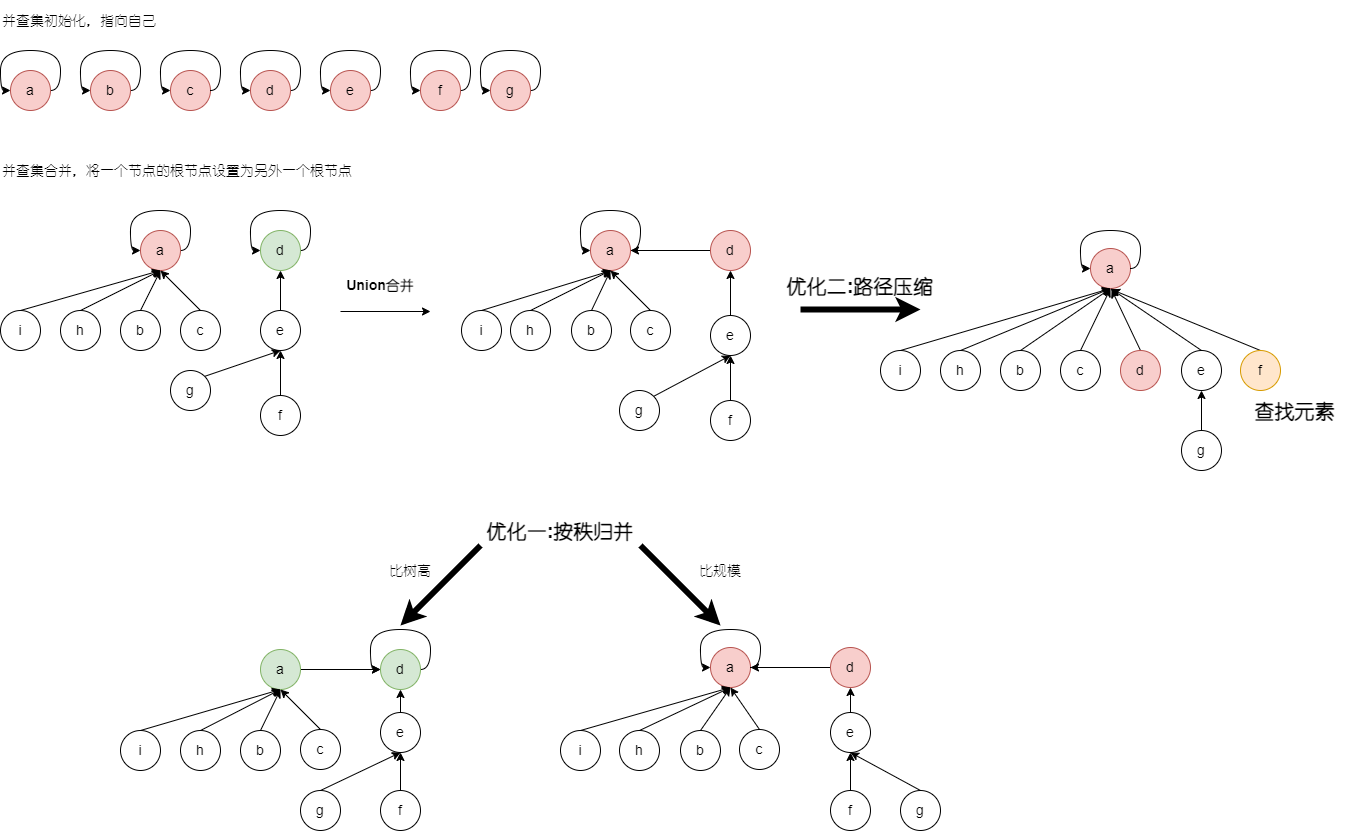 并查集初始化，指向自己
a b c d e f g
并查集合并，将一个节点的根节点设置为另外一个根节点
a d a d a
Union合并
优化二:路径压缩
i h b c e i h b c e
i h b c d e f
g f g f
查找元素
g
优化一:按秩归并
比树高 比规模
a d a d
e e
i h b c i h b c
g f f g